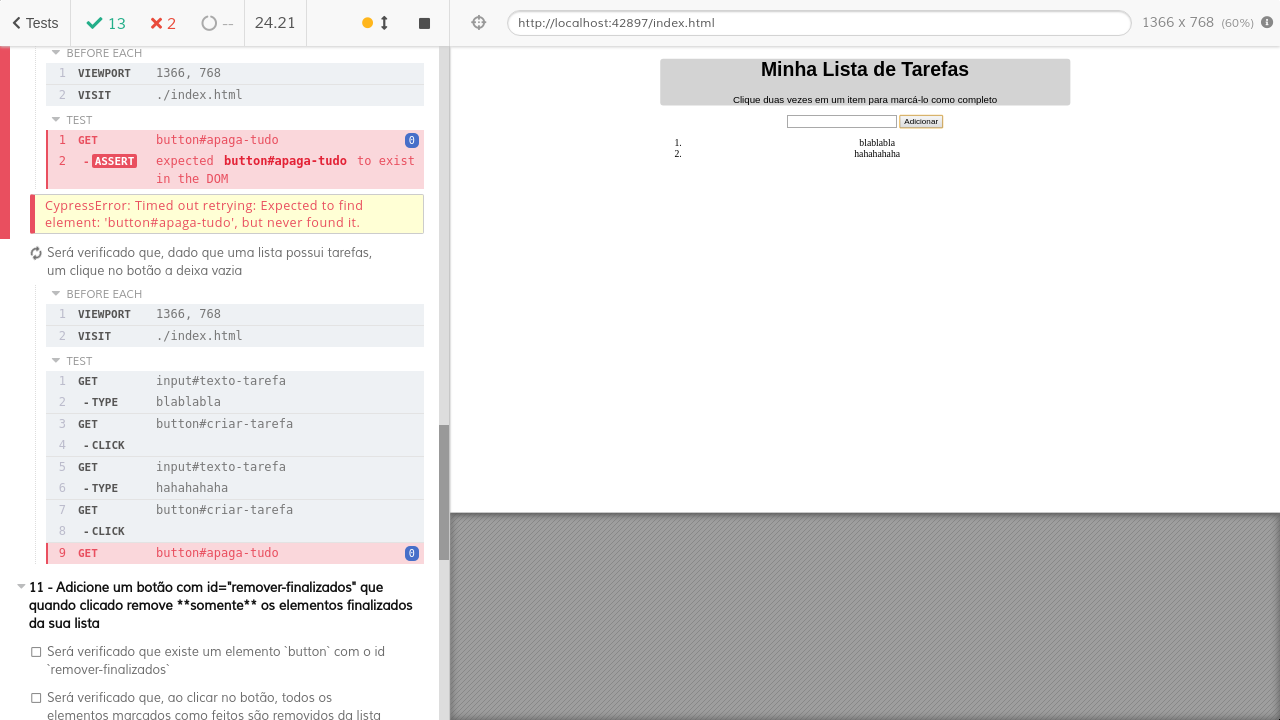 Tests 13 2 -- 24.21
http://localhost:42897/index.html 1366 x 768 (60%)
BEFORE EACH
1 VIEWPORT 1366, 768
2 VISIT ./index.html
TEST
1 GET button#apaga-tudo 0
2 -ASSERT expected button#apaga-tudo to exist
in the DOM
CypressError: Timed out retrying: Expected to find
element: 'button#apaga-tudo', but never found it.
Será verificado que, dado que uma lista possui tarefas,
um clique no botão a deixa vazia
BEFORE EACH
1 VIEWPORT 1366, 768
2 VISIT ./index.html
TEST
1 GET input#texto-tarefa
2 -TYPE blablabla
3 GET button#criar-tarefa
4 -CLICK
5 GET input#texto-tarefa
6 -TYPE hahahahaha
7 GET button#criar-tarefa
8 -CLICK
9 GET button#apaga-tudo 0
11 - Adicione um botão com id="remover-finalizados" que
quando clicado remove **somente** os elementos finalizados
da sua lista
Será verificado que existe um elemento `button` com o id
`remover-finalizados`
Será verificado que, ao clicar no botão, todos os
elementos marcados como feitos são removidos da lista
Minha Lista de Tarefas
Clique duas vezes em um item para marcá-lo como completo
Adicionar
1. blablabla
2. hahahahaha